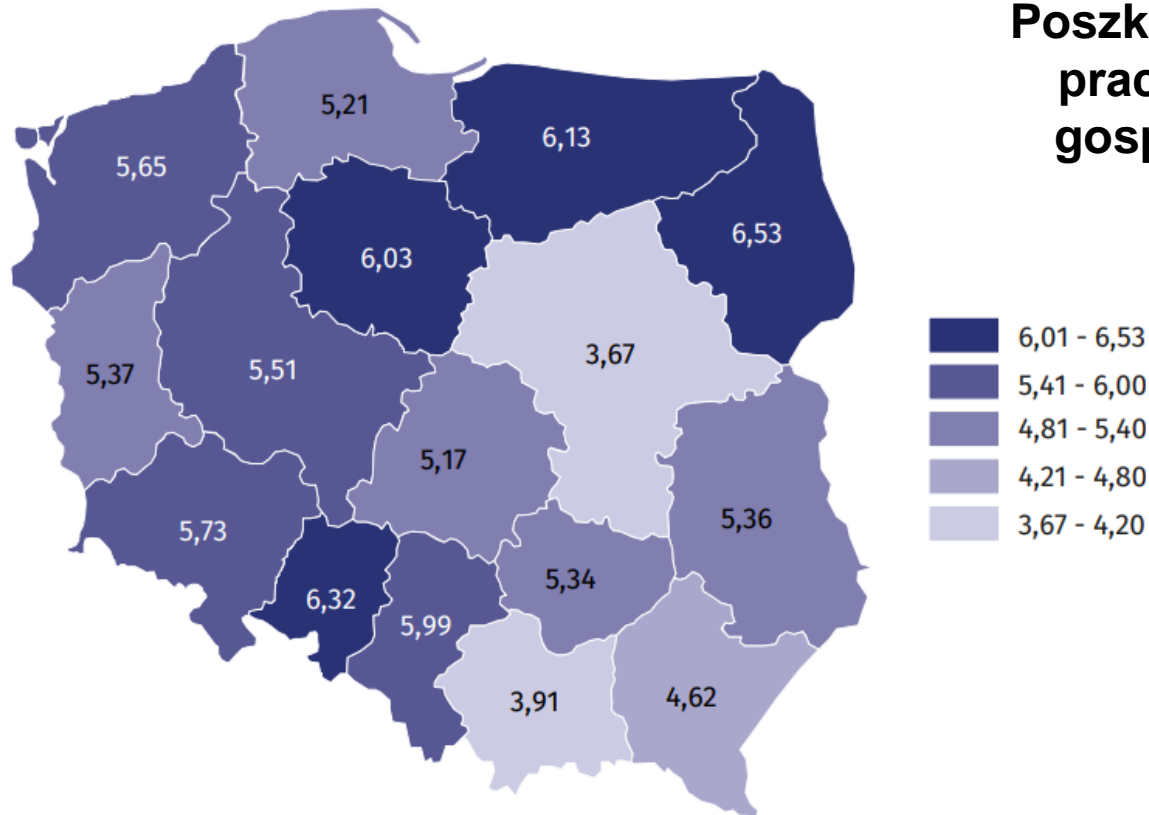 Poszk
prac
gosp
5,21
6,13
5,65
6,53
6,03
3,67
5,37
5,51
5,17
5,36
5,73
5,34
6,32
5,99
3,91
4,62
6,01 - 6,53
5,41 - 6,00
4,81 - 5,40
4,21 - 4,80
3,67 - 4,20